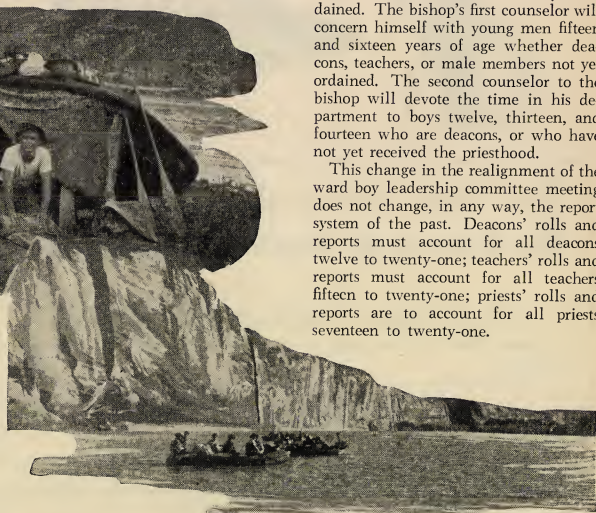 dained. The bishop's first counselor wil
concern himself with young men fifteen
and sixteen years of age whether dea-
cons, teachers, or male members not ye
ordained. The second counselor to the
bishop will devote the time in his de-
partment to boys twelve, thirteen, and
fourteen who are deacons, or who have
not yet received the priesthood.
This change in the realignment of the
ward boy leadership committee meeting
does not change, in any way, the repor
system of the past. Deacons' rolls and
reports must account for all deacons
twelve to twenty-one; teachers' rolls and
reports must account for all teachers
fifteen to twenty-one; priests' rolls and
reports are to account for all priests
seventeen to twenty-one.